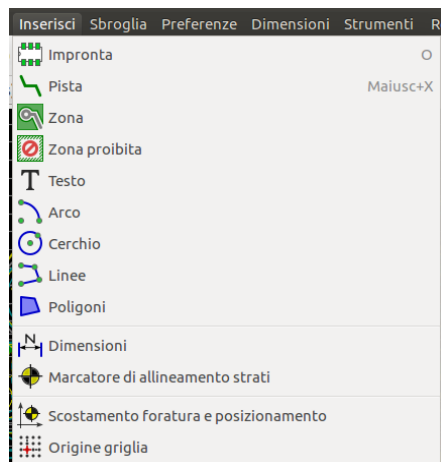 Inserisci Sbroglia Preferenze Dimensioni Strumenti R
Impronta O
Pista Maiusc+X
Zona
Zona proibita
Testo
Arco
Cerchio
Linee
Poligoni
N Dimensioni
Marcatore di allineamento strati
Scostamento foratura e posizionamento
Origine griglia